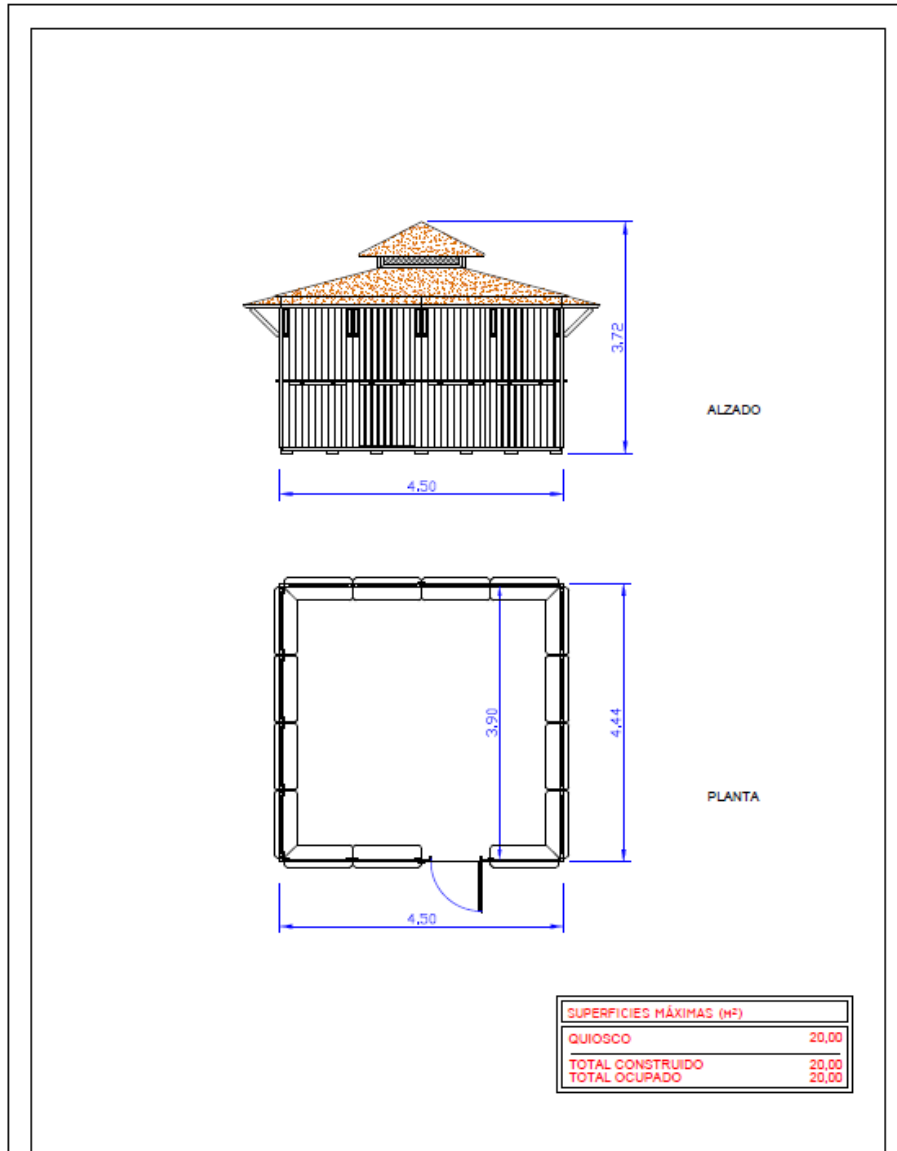 3,72
ALZADO
4,50
3,90
4,44
PLANTA
4,50
SUPERFICIES MÁXIMAS (M²)
QUIOSCO 20,00
TOTAL CONSTRUIDO 20,00
TOTAL OCUPADO 20,00